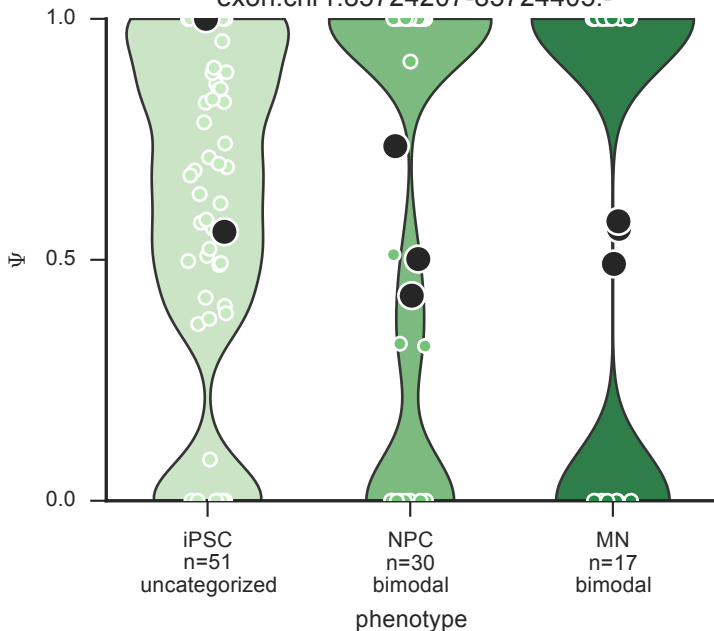 1.0
0.5
0.0
Ψ
iPSC
n=51
uncategorized
NPC
n=30
bimodal
MN
n=17
bimodal
phenotype